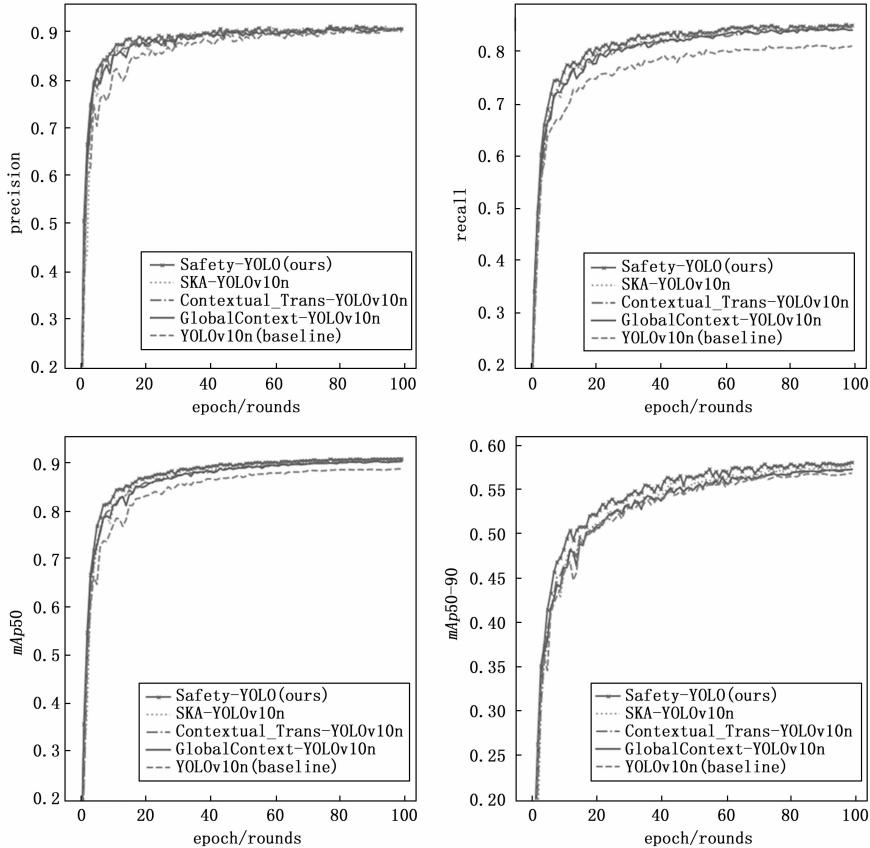 0.9
0.8
0.7
0.6
0.5
0.4
0.3
0.2
precision
Safety-YOLO(ours)
SKA-YOLOv10n
Contextual_Trans-YOLOv10n
GlobalContext-YOLOv10n
YOLOv10n(baseline)
0 20 40 60 80 100
epoch/rounds
0.8
0.7
0.6
0.5
0.4
0.3
0.2
recall
Safety-YOLO(ours)
SKA-YOLOv10n
Contextual_Trans-YOLOv10n
GlobalContext-YOLOv10n
YOLOv10n(baseline)
0 20 40 60 80 100
epoch/rounds
0.9
0.8
0.7
0.6
0.5
0.4
0.3
0.2
mAp50
Safety-YOLO(ours)
SKA-YOLOv10n
Contextual_Trans-YOLOv10n
GlobalContext-YOLOv10n
YOLOv10n(baseline)
0 20 40 60 80 100
epoch/rounds
0.60
0.55
0.50
0.45
0.40
0.35
0.30
0.25
0.20
mAp50-90
Safety-YOLO(ours)
SKA-YOLOv10n
Contextual_Trans-YOLOv10n
GlobalContext-YOLOv10n
YOLOv10n(baseline)
0 20 40 60 80 100
epoch/rounds